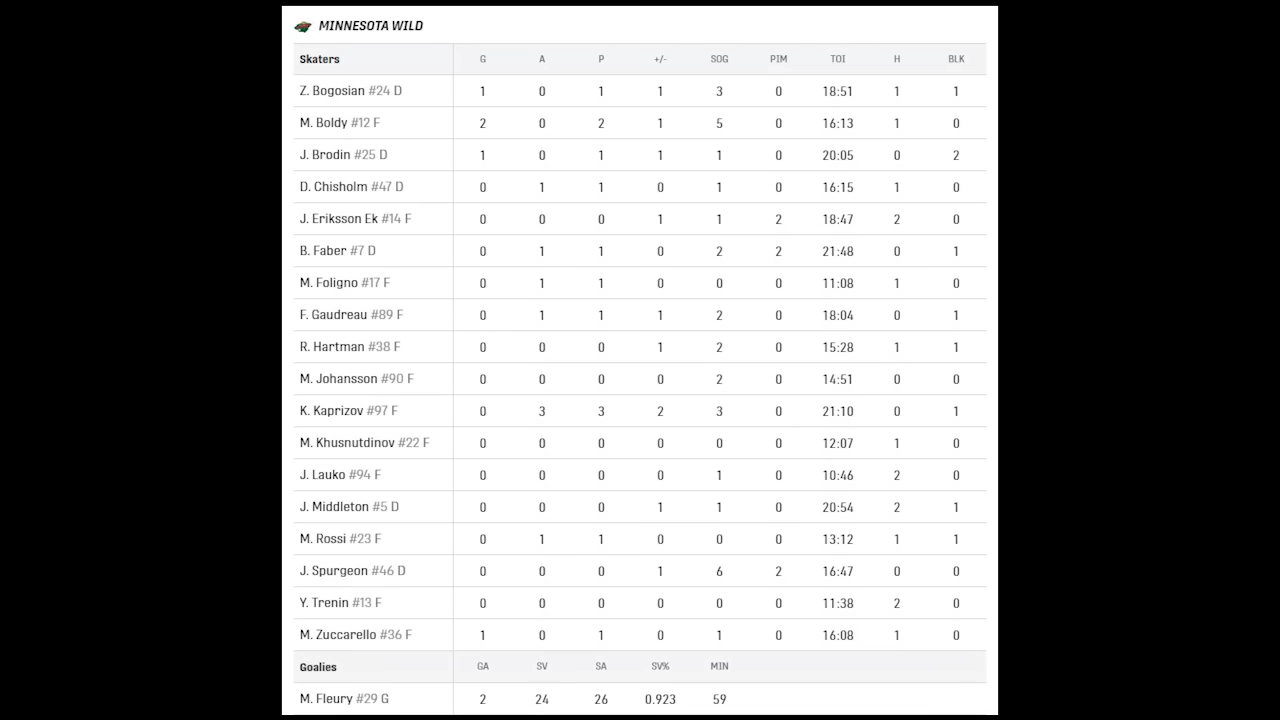 MINNESOTA WILD
Skaters G A P +/- SOG PIM TOI H BLK
Z. Bogosian #24 D 1 0 1 1 3 0 18:51 1 1
M. Boldy #12 F 2 0 2 1 5 0 16:13 1 0
J. Brodin #25 D 1 0 1 1 1 0 20:05 0 2
D. Chisholm #47 D 0 1 1 0 1 0 16:15 1 0
J. Eriksson Ek #14 F 0 0 0 1 1 2 18:47 2 0
B. Faber #7 D 0 1 1 0 2 2 21:48 0 1
M. Foligno #17 F 0 1 1 0 0 0 11:08 1 0
F. Gaudreau #89 F 0 1 1 1 2 0 18:04 0 1
R. Hartman #38 F 0 0 0 1 2 0 15:28 1 1
M. Johansson #90 F 0 0 0 0 2 0 14:51 0 0
K. Kaprizov #97 F 0 3 3 2 3 0 21:10 0 1
M. Khusnutdinov #22 F 0 0 0 0 0 0 12:07 1 0
J. Lauko #94 F 0 0 0 0 1 0 10:46 2 0
J. Middleton #5 D 0 0 0 1 1 0 20:54 2 1
M. Rossi #23 F 0 1 1 0 0 0 13:12 1 1
J. Spurgeon #46 D 0 0 0 1 6 2 16:47 0 0
Y. Trenin #13 F 0 0 0 0 0 0 11:38 2 0
M. Zuccarello #36 F 1 0 1 0 1 0 16:08 1 0
Goalies GA SV SA SV% MIN
M. Fleury #29 G 2 24 26 0.923 59